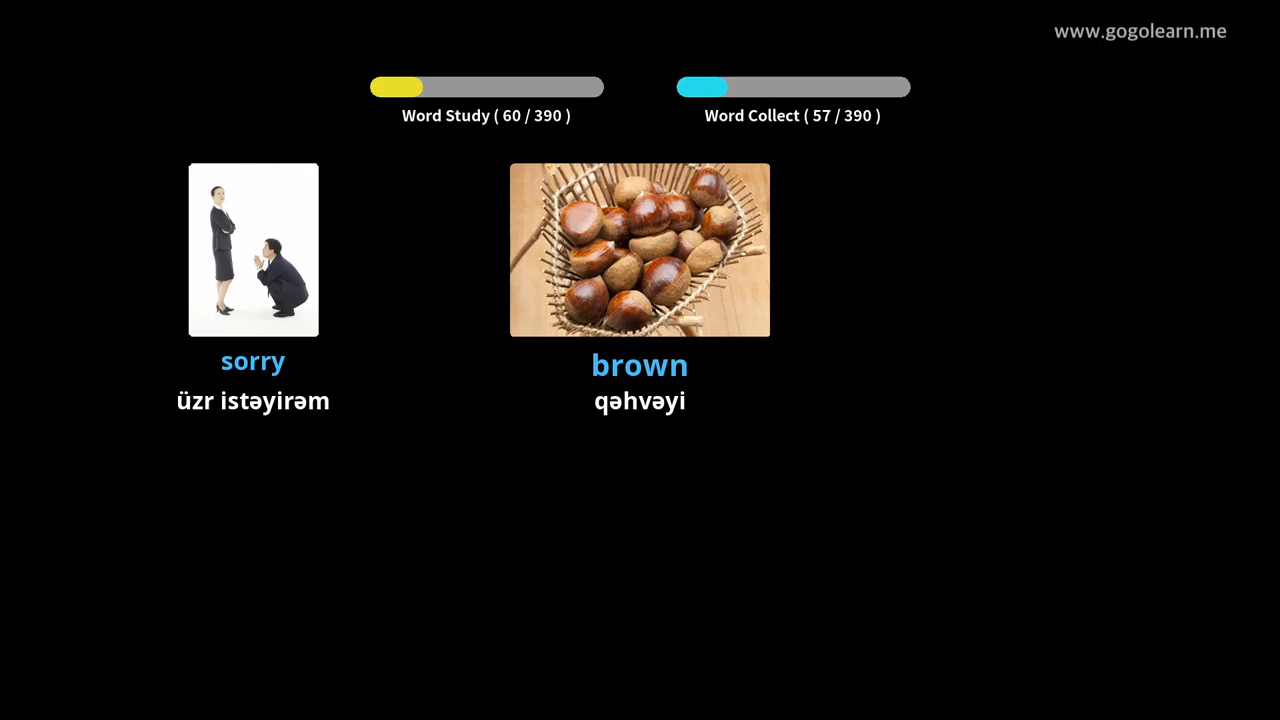 www.gogolearn.me
Word Study ( 60 / 390 )
Word Collect ( 57 / 390 )
sorry
üzr istəyirəm
brown
qəhvəyi